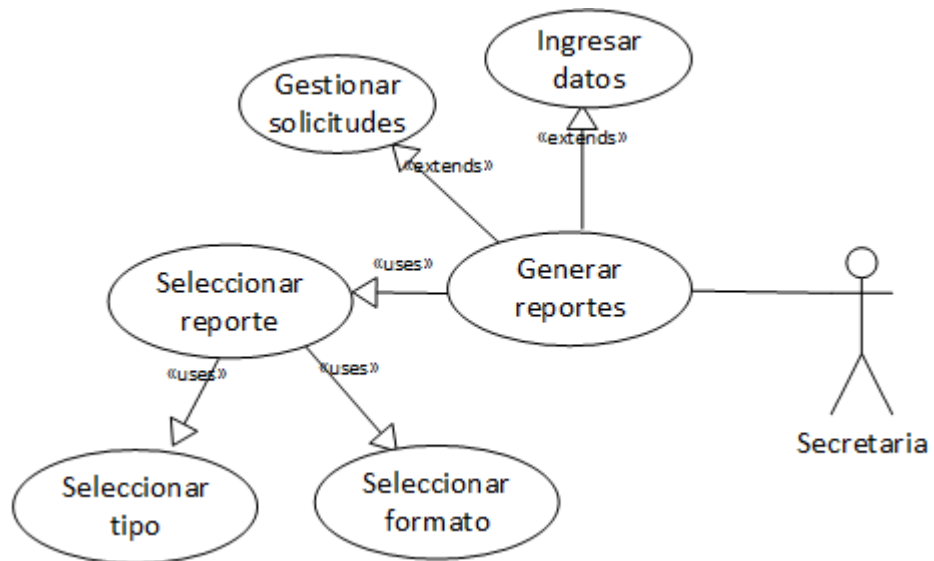 Ingresar
datos
Gestionar
solicitudes
«extends»
«extends»
«uses»
Generar
reportes
Seleccionar
reporte
«uses»
«uses»
Secretaria
Seleccionar
tipo
Seleccionar
formato